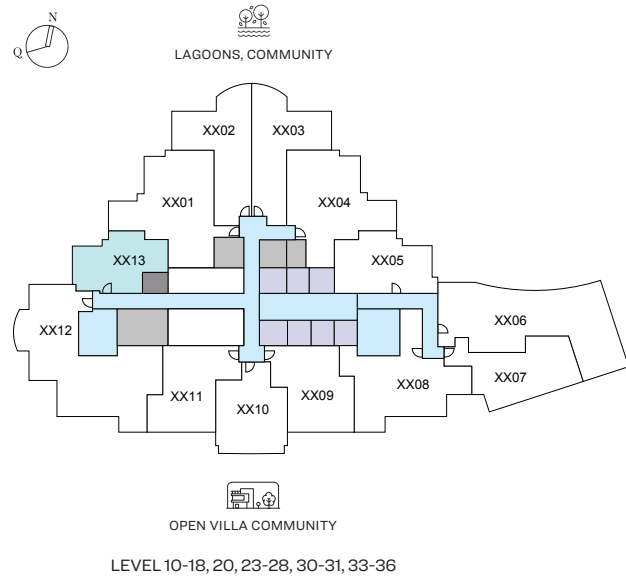 N
Q
LAGOONS, COMMUNITY
XX02 XX03
XX01 XX04
XX13 XX05
XX12 XX06
XX11 XX10 XX09 XX08 XX07
OPEN VILLA COMMUNITY
LEVEL 10-18, 20, 23-28, 30-31, 33-36